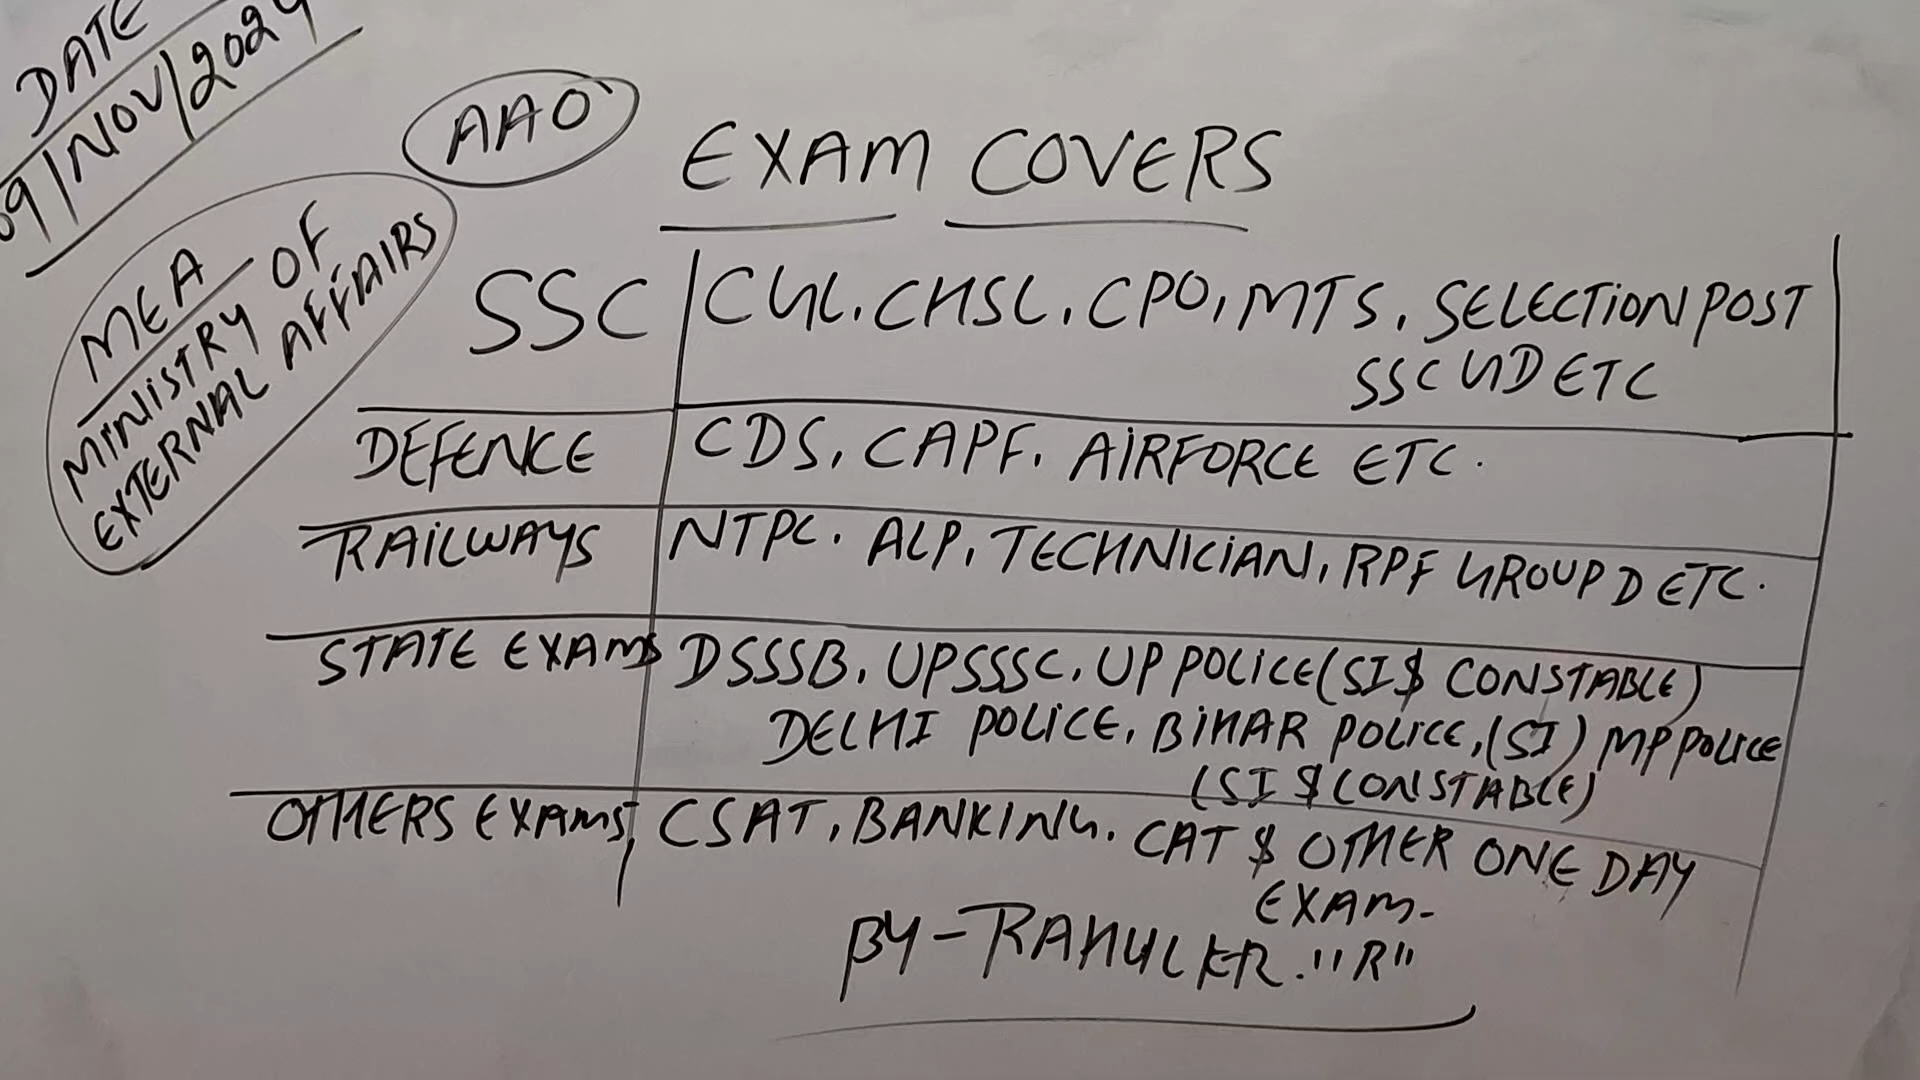 DATE
09/NOV/2024
AAO
EXAM COVERS
MEA
MINISTRY OF
EXTERNAL AFFAIRS
SSC CGL. CHSL. CPO, MTS. SELECTION POST
SSC GD ETC
DEFENCE CDS, CAPF. AIRFORCE ETC.
RAILWAYS NTPC. ALP, TECHNICIAN, RPF GROUP D ETC.
STATE EXAMS DSSSB, UPSSSC, UP POLICE (SI $ CONSTABLE)
DELHI POLICE, BIHAR POLICE, (SI) MP POLICE
(SI $ CONSTABLE)
OTHERS EXAMS, CSAT, BANKING. CAT $ OTHER ONE DAY
EXAM-
BY-RAHUL KR. "R"